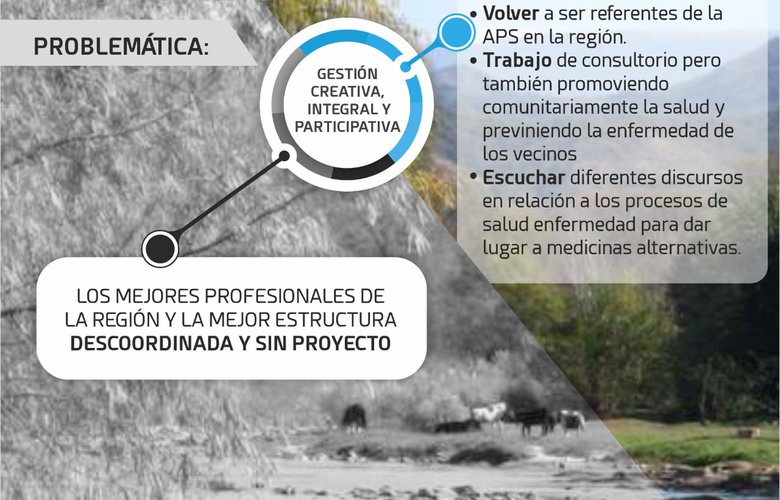 PROBLEMÁTICA:
GESTIÓN
CREATIVA,
INTEGRAL Y
PARTICIPATIVA
• Volver a ser referentes de la
APS en la región.
• Trabajo de consultorio pero
también promoviendo
comunitariamente la salud y
previniendo la enfermedad de
los vecinos
• Escuchar diferentes discursos
en relación a los procesos de
salud enfermedad para dar
lugar a medicinas alternativas.
LOS MEJORES PROFESIONALES DE
LA REGIÓN Y LA MEJOR ESTRUCTURA
DESCOORDINADA Y SIN PROYECTO